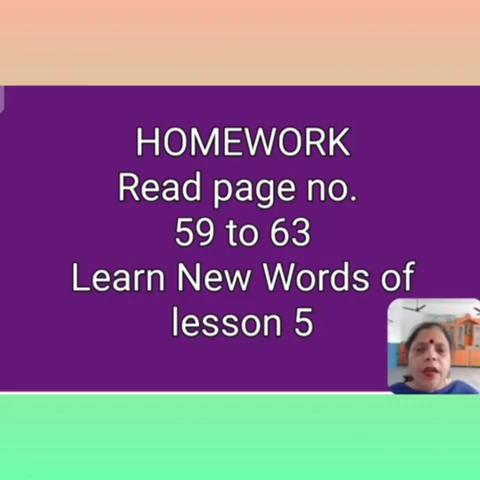 HOMEWORK
Read page no.
59 to 63
Learn New Words of
lesson 5